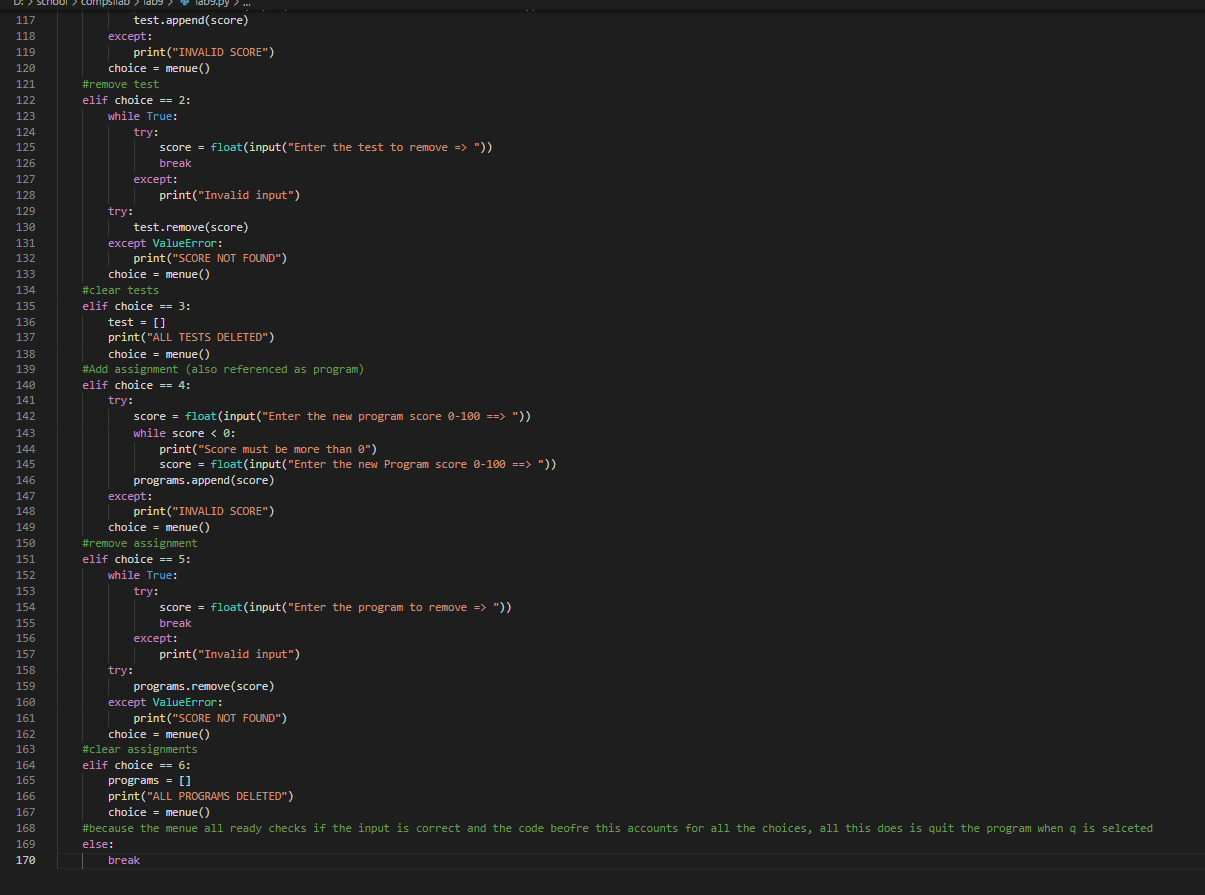 D: > school > compsilab > lab9 > lab9.py > ...
117 test.append(score)
118 except:
119 print("INVALID SCORE")
120 choice = menue()
121 #remove test
122 elif choice == 2:
123 while True:
124 try:
125 score = float(input("Enter the test to remove => "))
126 break
127 except:
128 print("Invalid input")
129 try:
130 test.remove(score)
131 except ValueError:
132 print("SCORE NOT FOUND")
133 choice = menue()
134 #clear tests
135 elif choice == 3:
136 test = []
137 print("ALL TESTS DELETED")
138 choice = menue()
139 #Add assignment (also referenced as program)
140 elif choice == 4:
141 try:
142 score = float(input("Enter the new program score 0-100 ==> "))
143 while score < 0:
144 print("Score must be more than 0")
145 score = float(input("Enter the new Program score 0-100 ==> "))
146 programs.append(score)
147 except:
148 print("INVALID SCORE")
149 choice = menue()
150 #remove assignment
151 elif choice == 5:
152 while True:
153 try:
154 score = float(input("Enter the program to remove => "))
155 break
156 except:
157 print("Invalid input")
158 try:
159 programs.remove(score)
160 except ValueError:
161 print("SCORE NOT FOUND")
162 choice = menue()
163 #clear assignments
164 elif choice == 6:
165 programs = []
166 print("ALL PROGRAMS DELETED")
167 choice = menue()
168 #because the menue all ready checks if the input is correct and the code beofre this accounts for all the choices, all this does is quit the program when q is selceted
169 else:
170 break